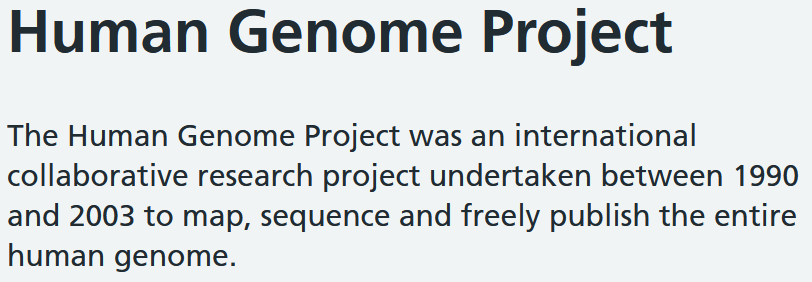 Human Genome Project
The Human Genome Project was an international
collaborative research project undertaken between 1990
and 2003 to map, sequence and freely publish the entire
human genome.